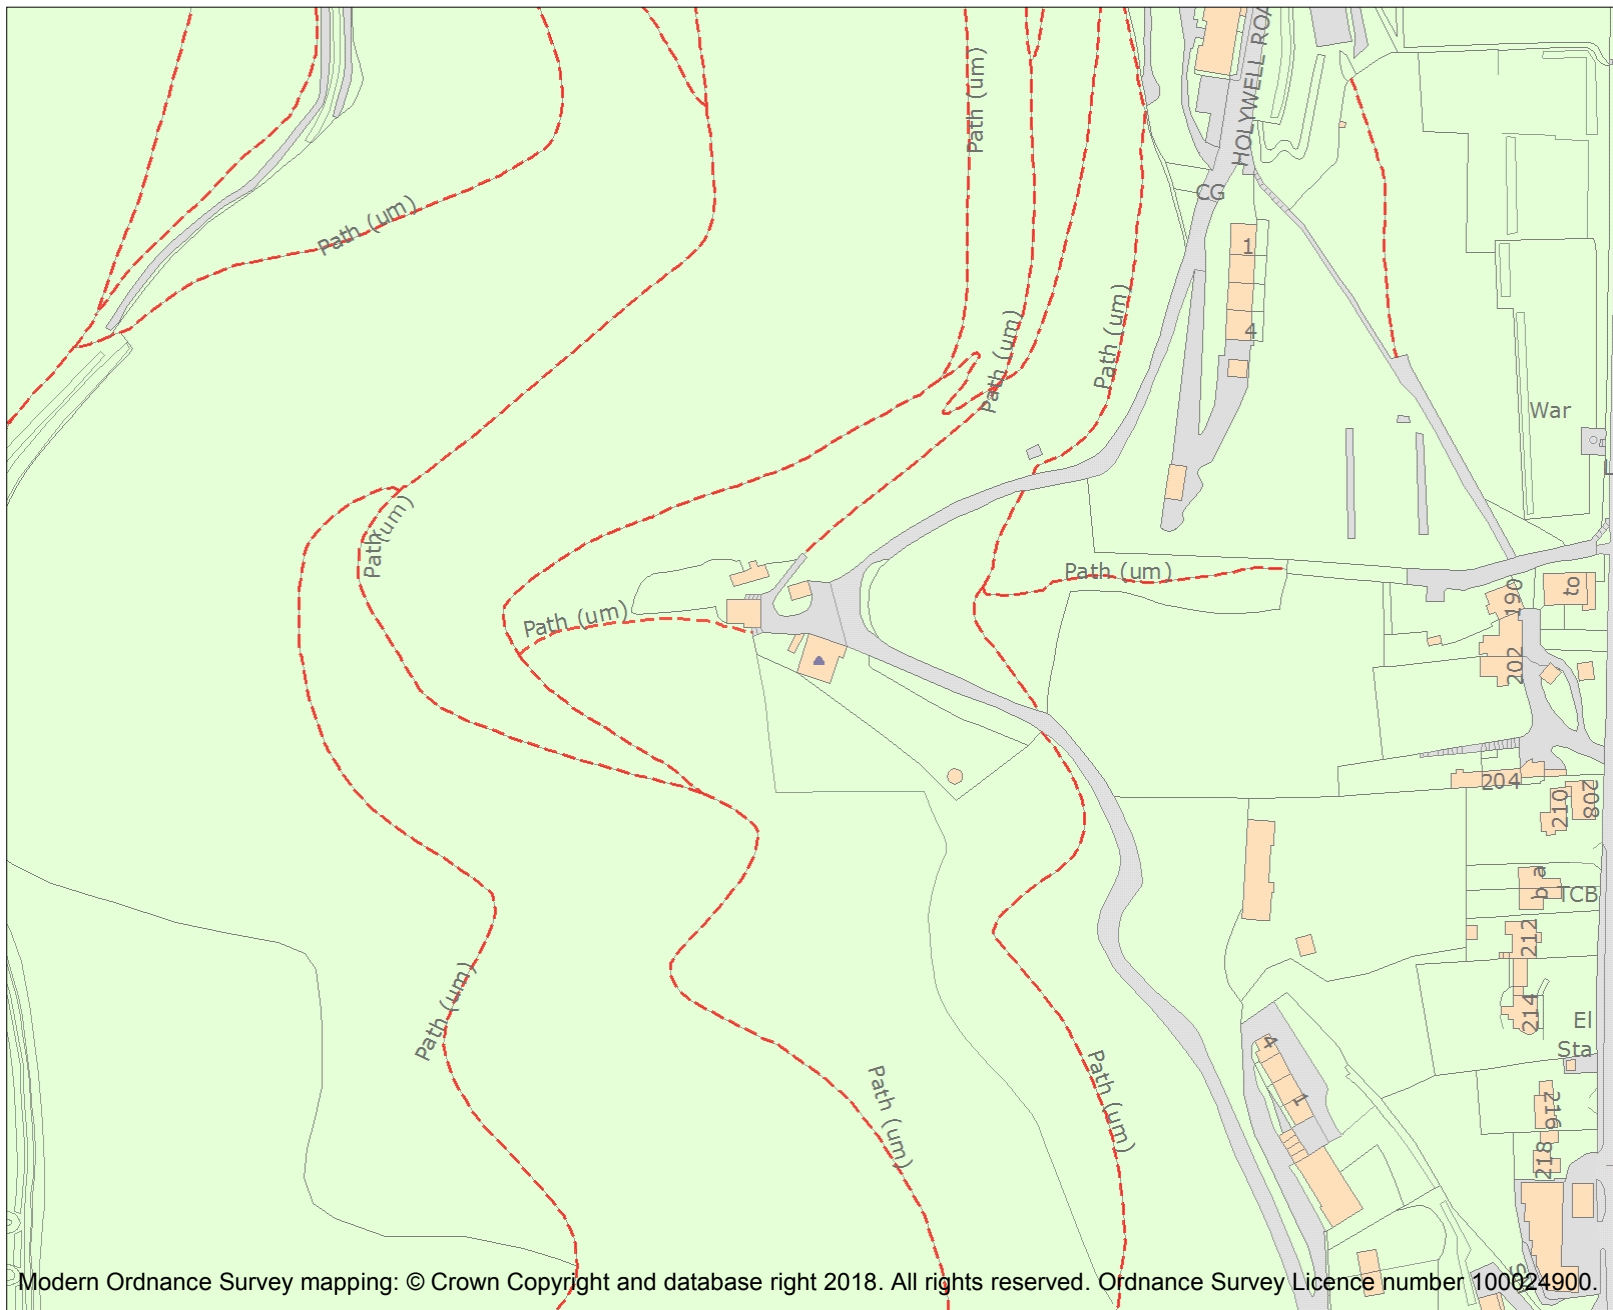 HOLYWELL ROA
Path (um)
CG
Path (um)
1
Path (um)
Path (um)
4
War
Path (um)
Path (um)
190
to
Path (um)
202
204
210
208
a
b
TCB
212
Path (um)
214
El
Sta
4
1
Path (um)
Path (um)
216
218
Modern Ordnance Survey mapping: © Crown Copyright and database right 2018. All rights reserved. Ordnance Survey Licence number 100024900.